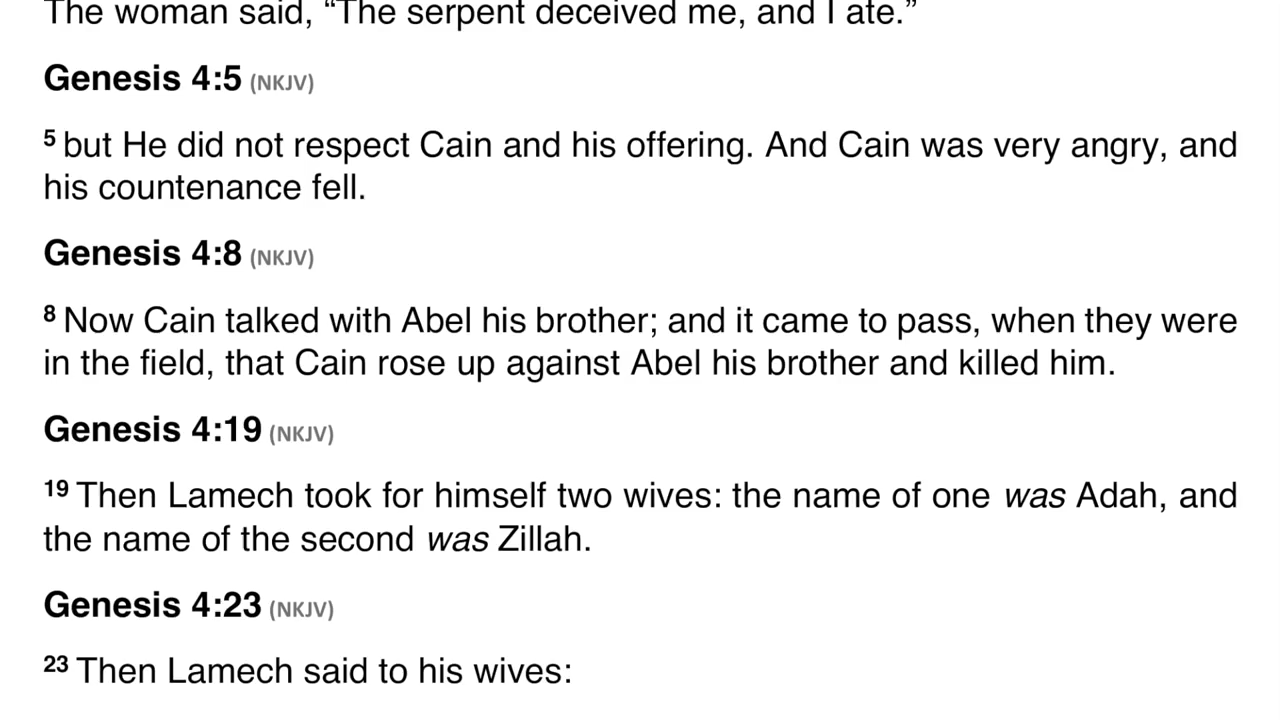 The woman said, “The serpent deceived me, and I ate.”
Genesis 4:5 (NKJV)
5 but He did not respect Cain and his offering. And Cain was very angry, and
his countenance fell.
Genesis 4:8 (NKJV)
8 Now Cain talked with Abel his brother; and it came to pass, when they were
in the field, that Cain rose up against Abel his brother and killed him.
Genesis 4:19 (NKJV)
19 Then Lamech took for himself two wives: the name of one was Adah, and
the name of the second was Zillah.
Genesis 4:23 (NKJV)
23 Then Lamech said to his wives: